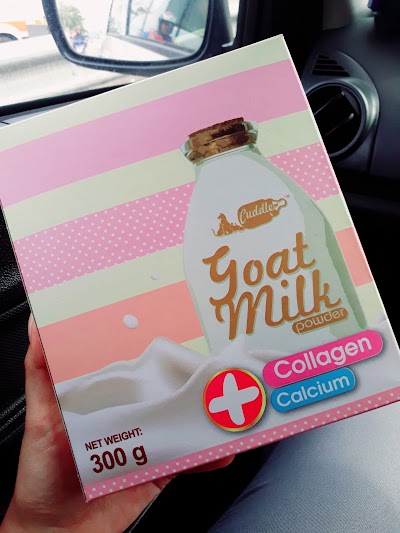 Cuddle
Goat
Milk
powder
Collagen
Calcium
NET WEIGHT:
300 g